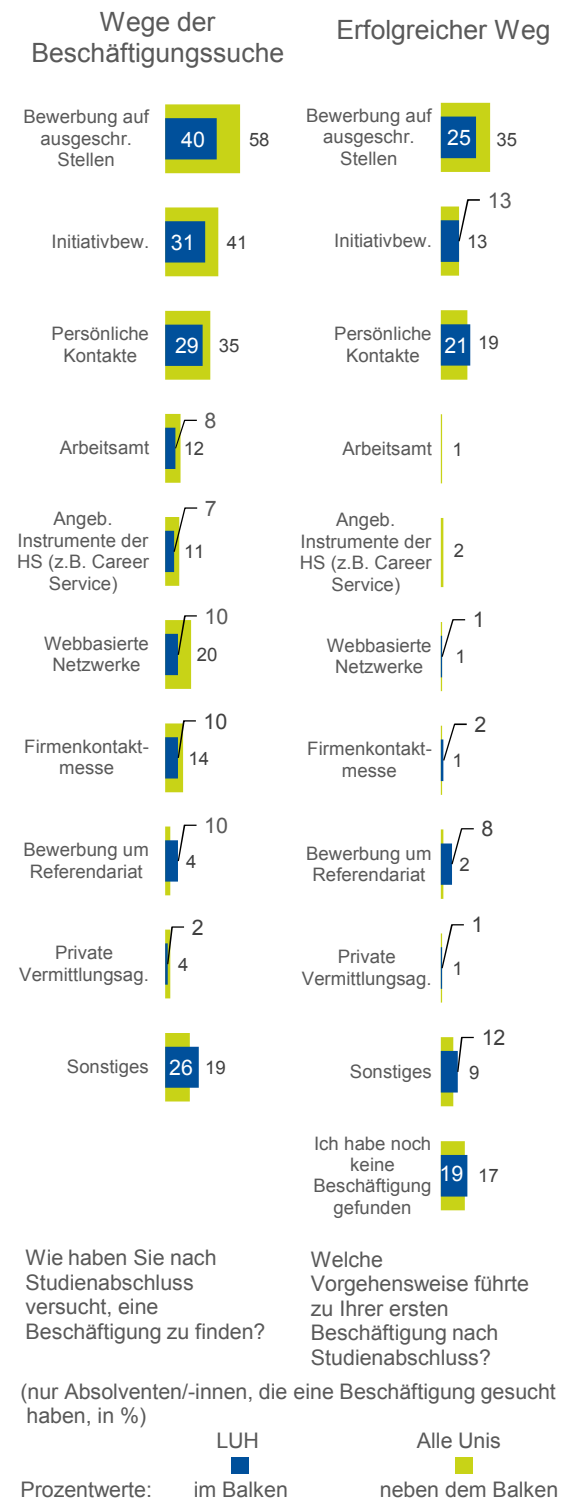 Wege der
Beschäftigungssuche
Bewerbung auf
ausgeschr.
Stellen
40
58
Initiativbew.
31
41
Persönliche
Kontakte
29
35
Arbeitsamt
8
12
Angeb.
Instrumente der
HS (z.B. Career
Service)
7
11
Webbasierte
Netzwerke
10
20
Firmenkontakt-
messe
10
14
Bewerbung um
Referendariat
10
4
Private
Vermittlungsag.
2
4
Sonstiges
26
19
Wie haben Sie nach
Studienabschluss
versucht, eine
Beschäftigung zu finden?
Erfolgreicher Weg
Bewerbung auf
ausgeschr.
Stellen
25
35
Initiativbew.
13
13
Persönliche
Kontakte
21
19
Arbeitsamt
1
Angeb.
Instrumente der
HS (z.B. Career
Service)
2
Webbasierte
Netzwerke
1
1
Firmenkontakt-
messe
2
1
Bewerbung um
Referendariat
8
2
Private
Vermittlungsag.
1
1
Sonstiges
12
9
Ich habe noch
keine
Beschäftigung
gefunden
19
17
Welche
Vorgehensweise führte
zu Ihrer ersten
Beschäftigung nach
Studienabschluss?
(nur Absolventen/-innen, die eine Beschäftigung gesucht
haben, in %)
LUH Alle Unis
Prozentwerte: im Balken neben dem Balken